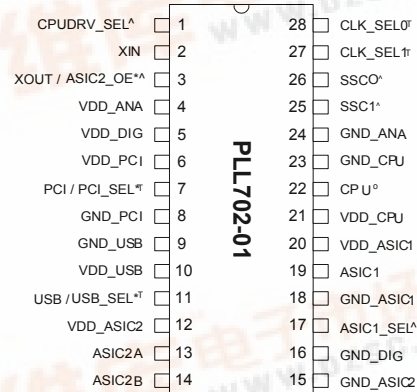 CPUDRV_SEL^ 1 28 CLK_SEL0T
XIN 2 27 CLK_SEL1T
XOUT / ASIC2_OE*^ 3 26 SSC0^
VDD_ANA 4 25 SSC1^
VDD_DIG 5 24 GND_ANA
VDD_PCI 6 23 GND_CPU
PCI / PCI_SEL*T 7 22 CPU°
GND_PCI 8 21 VDD_CPU
GND_USB 9 20 VDD_ASIC1
VDD_USB 10 19 ASIC1
USB / USB_SEL*T 11 18 GND_ASIC1
VDD_ASIC2 12 17 ASIC1_SEL^
ASIC2A 13 16 GND_DIG
ASIC2B 14 15 GND_ASIC2
PLL702-01